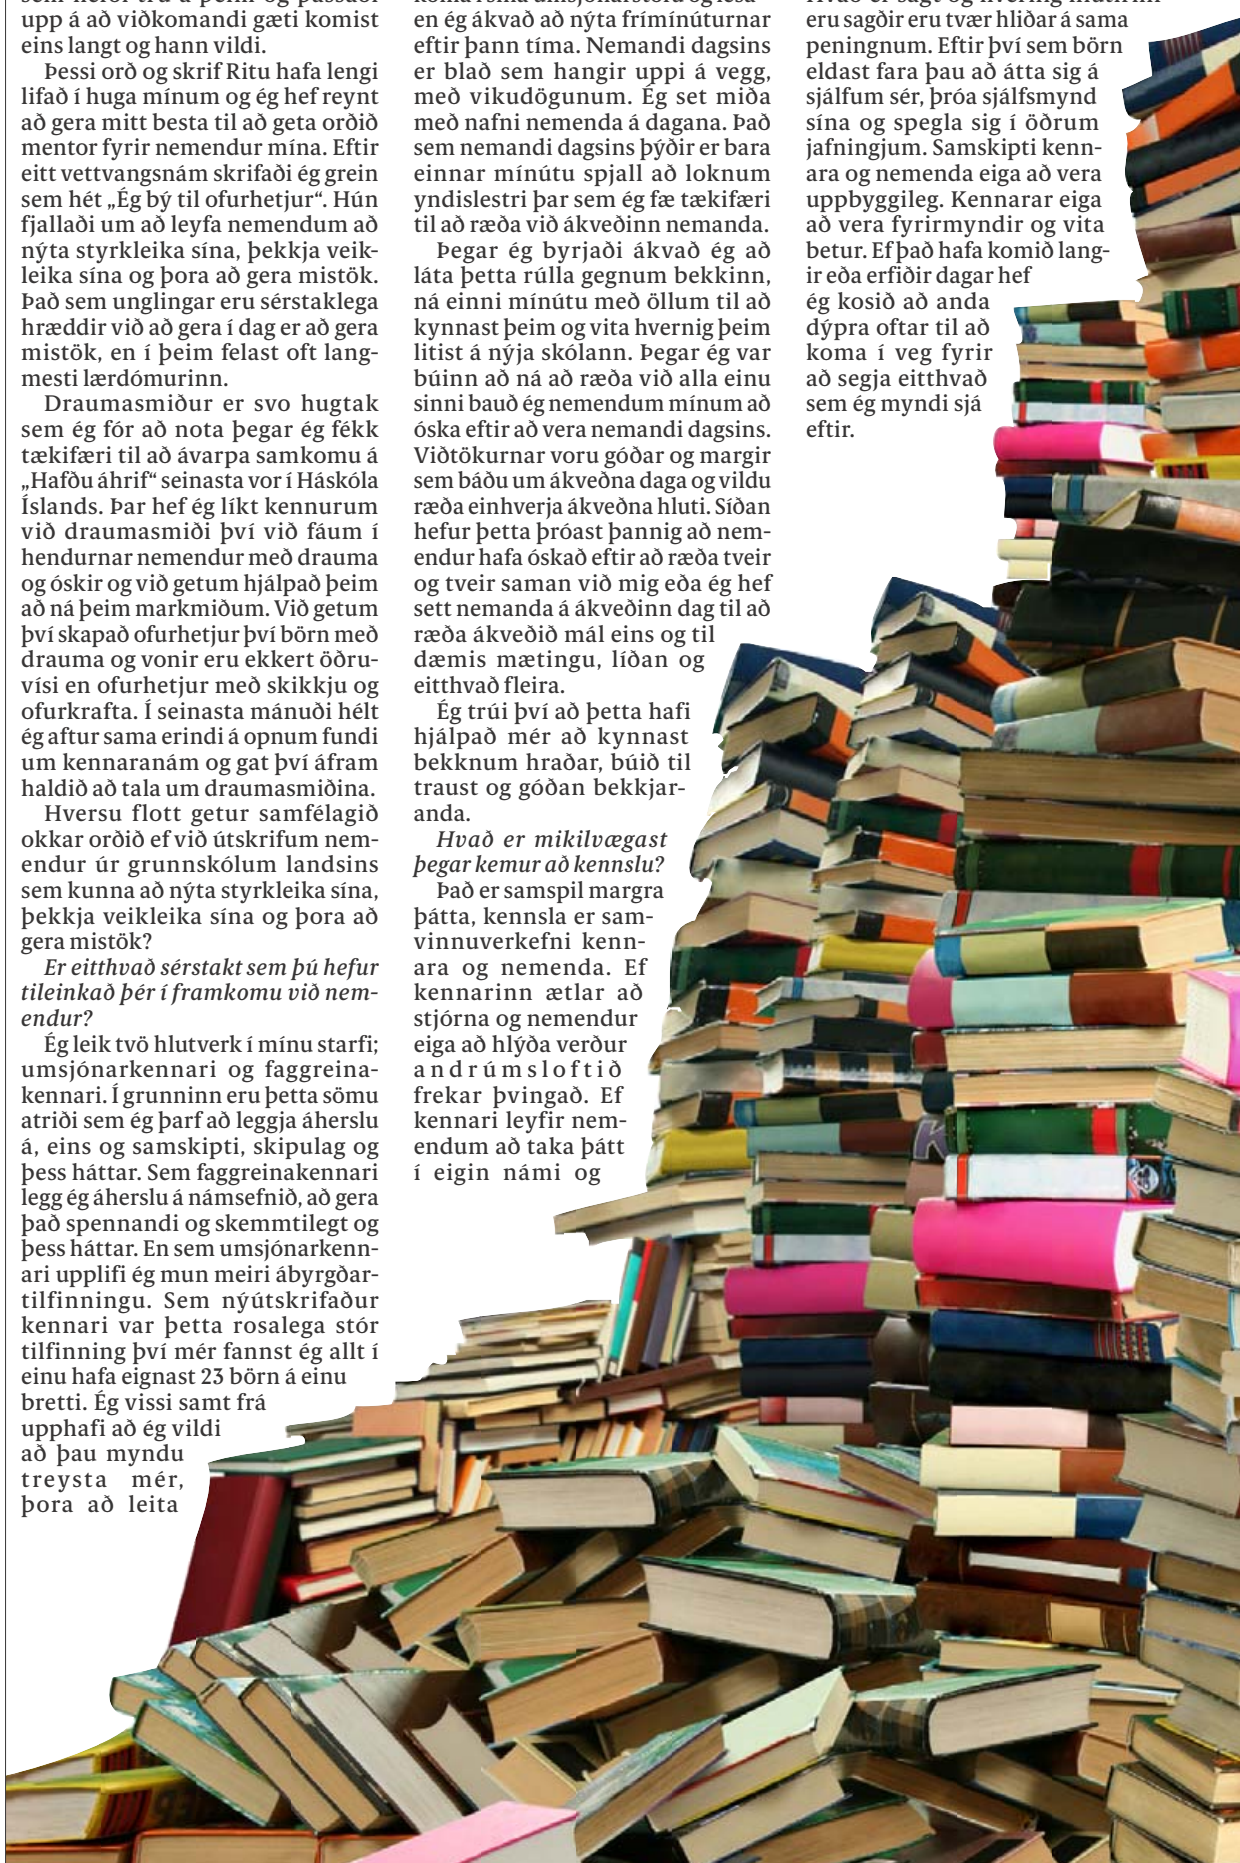 upp á að viðkomandi gæti komist
eins langt og hann vildi.
Þessi orð og skrif Ritu hafa lengi
lifað í huga mínum og ég hef reynt
að gera mitt besta til að geta orðið
mentor fyrir nemendur mína. Eftir
eitt vettvangsnám skrifaði ég grein
sem hét „Ég bý til ofurhetjur“. Hún
fjallaði um að leyfa nemendum að
nýta styrkleika sína, þekkja veik-
leika sína og þora að gera mistök.
Það sem unglingar eru sérstaklega
hræddir við að gera í dag er að gera
mistök, en í þeim felast oft lang-
mesti lærdómurinn.
Draumasmiður er svo hugtak
sem ég fór að nota þegar ég fékk
tækifæri til að ávarpa samkomu á
„Hafðu áhrif“ seinasta vor í Háskóla
Íslands. Þar hef ég líkt kennurum
við draumasmiði því við fáum í
hendurnar nemendur með drauma
og óskir og við getum hjálpað þeim
að ná þeim markmiðum. Við getum
því skapað ofurhetjur því börn með
drauma og vonir eru ekkert öðru-
vísi en ofurhetjur með skikkju og
ofurkrafta. Í seinasta mánuði hélt
ég aftur sama erindi á opnum fundi
um kennaranám og gat því áfram
haldið að tala um draumasmiðina.
Hversu flott getur samfélagið
okkar orðið ef við útskrifum nem-
endur úr grunnskólum landsins
sem kunna að nýta styrkleika sína,
þekkja veikleika sína og þora að
gera mistök?
Er eitthvað sérstakt sem þú hefur
tileinkað þér í framkomu við nem-
endur?
Ég leik tvö hlutverk í mínu starfi;
umsjónarkennari og faggreina-
kennari. Í grunninn eru þetta sömu
atriði sem ég þarf að leggja áherslu
á, eins og samskipti, skipulag og
þess háttar. Sem faggreinakennari
legg ég áherslu á námsefnið, að gera
það spennandi og skemmtilegt og
þess háttar. En sem umsjónarkenn-
ari upplifi ég mun meiri ábyrgðar-
tilfinningu. Sem nýútskrifaður
kennari var þetta rosalega stór
tilfinning því mér fannst ég allt í
einu hafa eignast 23 börn á einu
bretti. Ég vissi samt frá
upphafi að ég vildi
að þau myndu
treysta mér,
þora að leita
en ég ákvað að nýta frímínúturnar
eftir þann tíma. Nemandi dagsins
er blað sem hangir uppi á vegg,
með vikudögunum. Ég set miða
með nafni nemenda á dagana. Það
sem nemandi dagsins þýðir er bara
einnar mínútu spjall að loknum
yndislestri þar sem ég fæ tækifæri
til að ræða við ákveðinn nemanda.
Þegar ég byrjaði ákvað ég að
láta þetta rúlla gegnum bekkinn,
ná einni mínútu með öllum til að
kynnast þeim og vita hvernig þeim
litist á nýja skólann. Þegar ég var
búinn að ná að ræða við alla einu
sinni bauð ég nemendum mínum að
óska eftir að vera nemandi dagsins.
Viðtökurnar voru góðar og margir
sem báðu um ákveðna daga og vildu
ræða einhverja ákveðna hluti. Síðan
hefur þetta þróast þannig að nem-
endur hafa óskað eftir að ræða tveir
og tveir saman við mig eða ég hef
sett nemanda á ákveðinn dag til að
ræða ákveðið mál eins og til
dæmis mætingu, líðan og
eitthvað fleira.
Ég trúi því að þetta hafi
hjálpað mér að kynnast
bekknum hraðar, búið til
traust og góðan bekkjar-
anda.
Hvað er mikilvægast
þegar kemur að kennslu?
Það er samspil margra
þátta, kennsla er sam-
vinnuverkefni kenn-
ara og nemenda. Ef
kennarinn ætlar að
stjórna og nemendur
eiga að hlýða verður
andrúmsloftið
frekar þvingað. Ef
kennari leyfir nem-
endum að taka þátt
í eigin námi og
eru sagðir eru tvær hliðar á sama
peningnum. Eftir því sem börn
eldast fara þau að átta sig á
sjálfum sér, þróa sjálfsmynd
sína og spegla sig í öðrum
jafningjum. Samskipti kenn-
ara og nemenda eiga að vera
uppbyggileg. Kennarar eiga
að vera fyrirmyndir og vita
betur. Ef það hafa komið lang-
ir eða erfiðir dagar hef
ég kosið að anda
dýpra oftar til að
koma í veg fyrir
að segja eitthvað
sem ég myndi sjá
eftir.